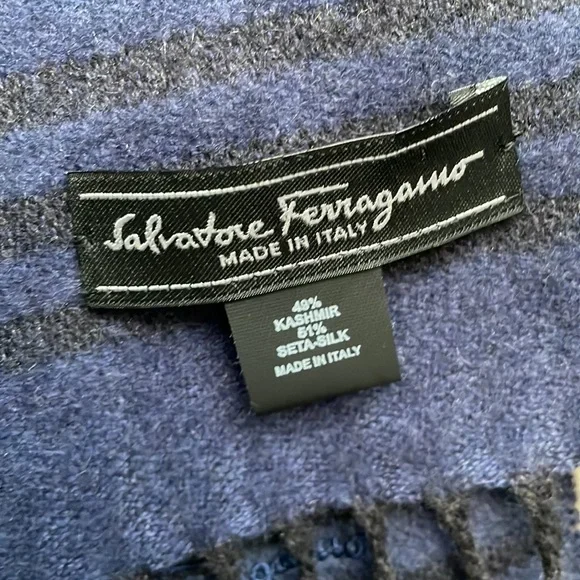 Salvatore Ferragamo
MADE IN ITALY
49%
KASHMIR
51%
SETA-SILK
MADE IN ITALY